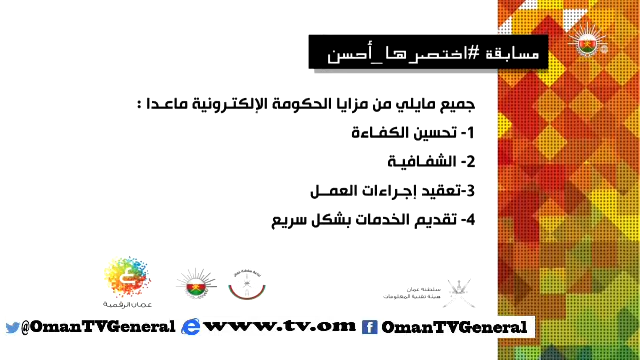 مسابقة #اختصرها_أحسن
جميع مايلي من مزايا الحكومة الإلكترونية ماعدا :
1- تحسين الكفاءة
2- الشفافية
3-تعقيد إجراءات العمل
4- تقديم الخدمات بشكل سريع
عمان الرقمية
سلطنة عمان
هيئة تقنية المعلومات
@OmanTVGeneral www.tv.om OmanTVGeneral